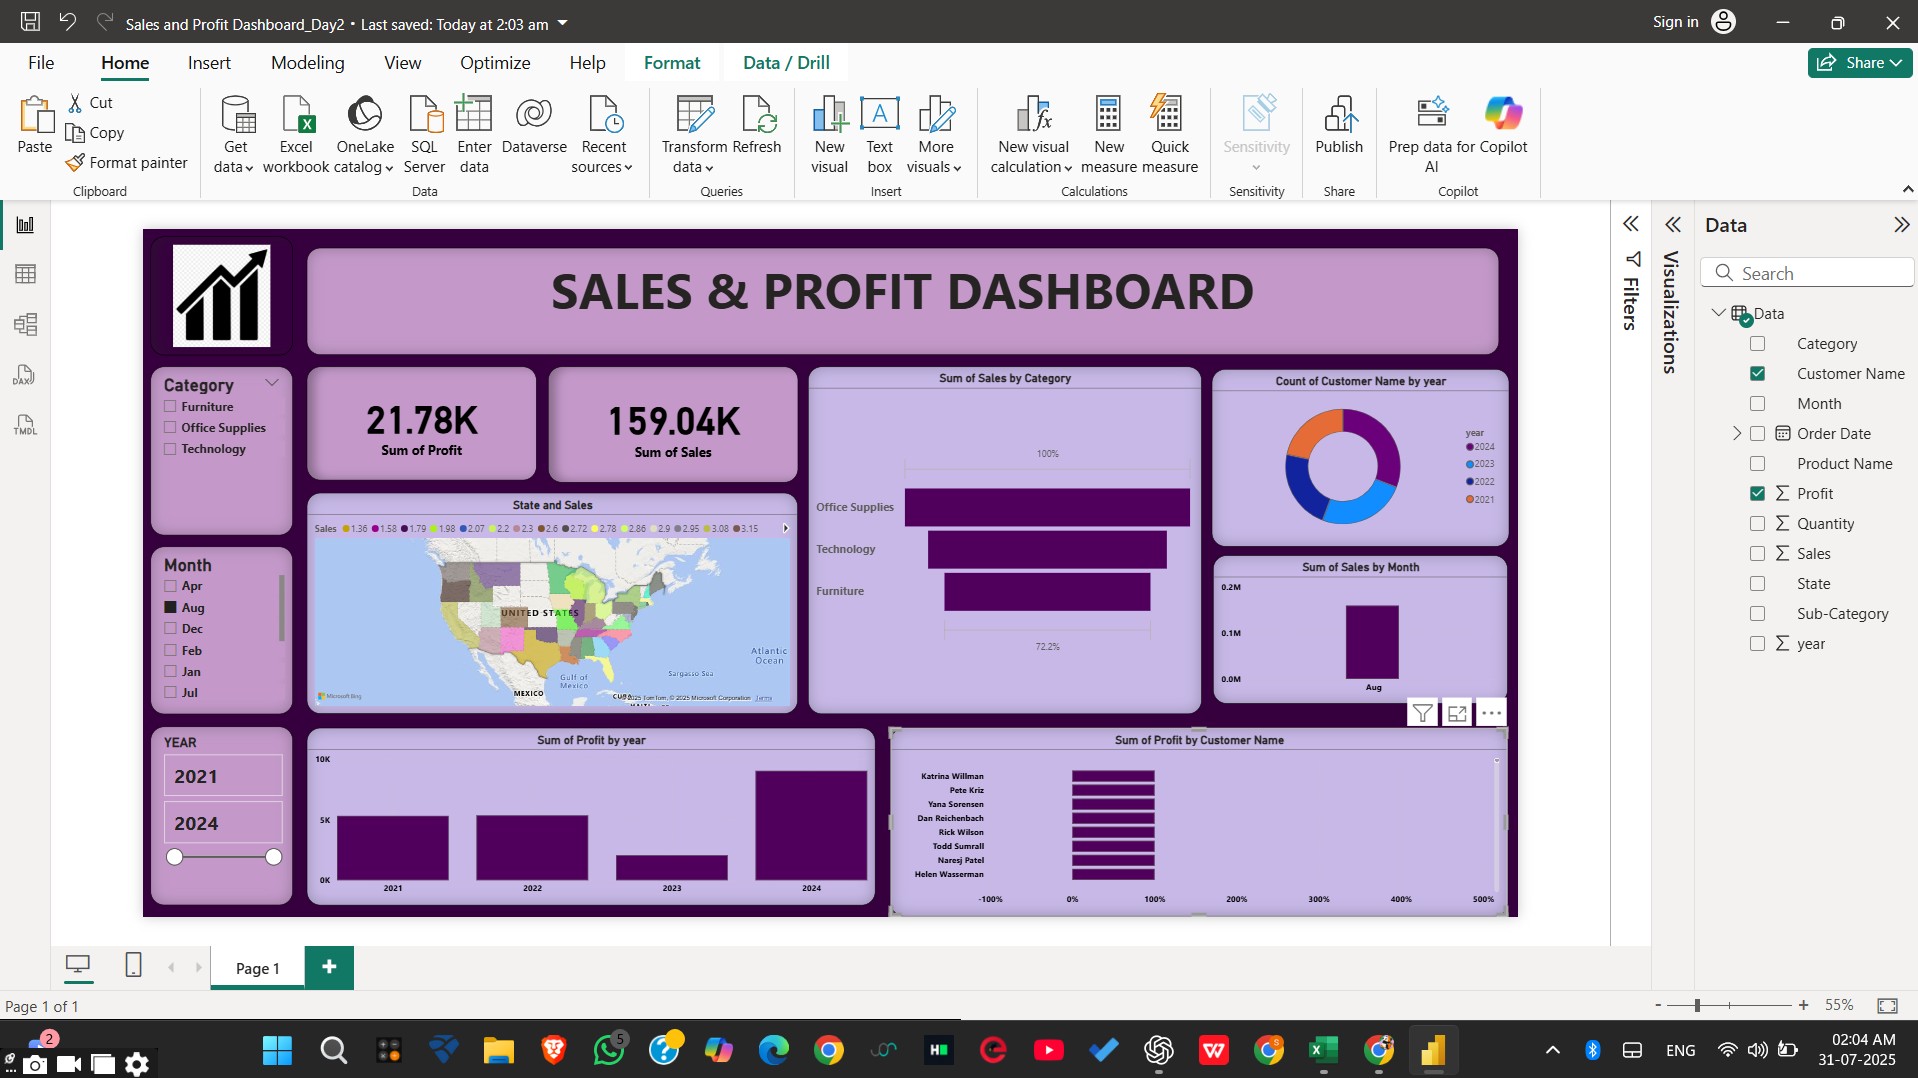 Sales and Profit Dashboard_Day2 • Last saved: Today at 2:03 am
Sign in
File
Home
Insert
Modeling
View
Optimize
Help
Format
Data / Drill
Share
Paste
Cut
Copy
Format painter
Clipboard
Get data
Excel workbook
OneLake catalog
SQL Server
Enter data
Dataverse
Recent sources
Data
Transform data
Refresh
Queries
New visual
Text box
More visuals
Insert
New visual calculation
New measure
Quick measure
Calculations
Sensitivity
Sensitivity
Publish
Share
Prep data for AI
Copilot
Copilot
DAX
TMDL
SALES & PROFIT DASHBOARD
Category
Furniture
Office Supplies
Technology
21.78K
Sum of Profit
159.04K
Sum of Sales
Sum of Sales by Category
100%
Office Supplies
Technology
Furniture
72.2%
Count of Customer Name by year
year
2024
2023
2022
2021
State and Sales
Sales 1.36 1.58 1.79 1.98 2.07 2.2 2.3 2.6 2.72 2.78 2.86 2.9 2.95 3.08 3.15
UNITED STATES
Atlantic Ocean
Gulf of Mexico
Sargasso Sea
MEXICO
Microsoft Bing
© 2025 TomTom, © 2025 Microsoft Corporation Terms
Month
Apr
Aug
Dec
Feb
Jan
Jul
Sum of Sales by Month
0.2M
0.1M
0.0M
Aug
YEAR
2021
2024
Sum of Profit by year
10K
5K
0K
2021
2022
2023
2024
Sum of Profit by Customer Name
Katrina Willman
Pete Kriz
Yana Sorensen
Dan Reichenbach
Rick Wilson
Todd Sumrall
Naresj Patel
Helen Wasserman
-100%
0%
100%
200%
300%
400%
500%
Filters
Visualizations
Data
Search
Data
Category
Customer Name
Month
Order Date
Product Name
Profit
Quantity
Sales
State
Sub-Category
year
Page 1
Page 1 of 1
55%
2
5
ENG
02:04 AM
31-07-2025